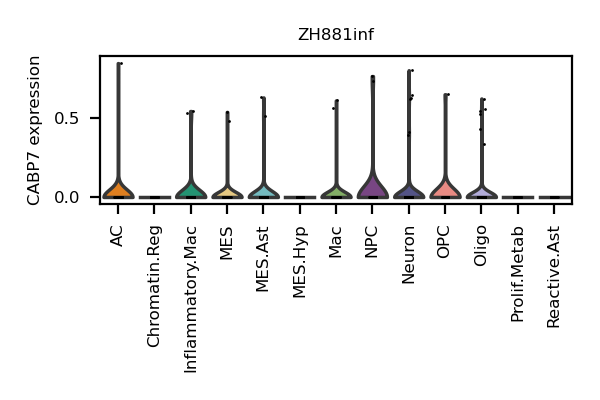 ZH881inf
CABP7 expression
0.5
0.0
AC
Chromatin.Reg
Inflammatory.Mac
MES
MES.Ast
MES.Hyp
Mac
NPC
Neuron
OPC
Oligo
Prolif.Metab
Reactive.Ast